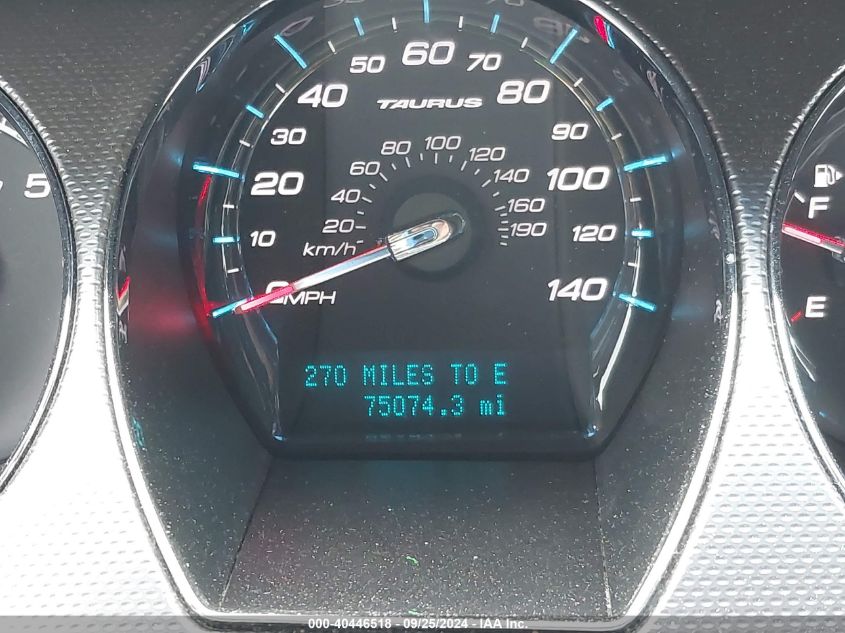 50 60 70
40 TAURUS 80
30 90
80 100 120
60 140
20 40 160 100
20 190
10 km/h 120
0 MPH 140
5
F
E
270 MILES TO E
75074.3 mi
000-40446518 - 09/25/2024 - IAA Inc.